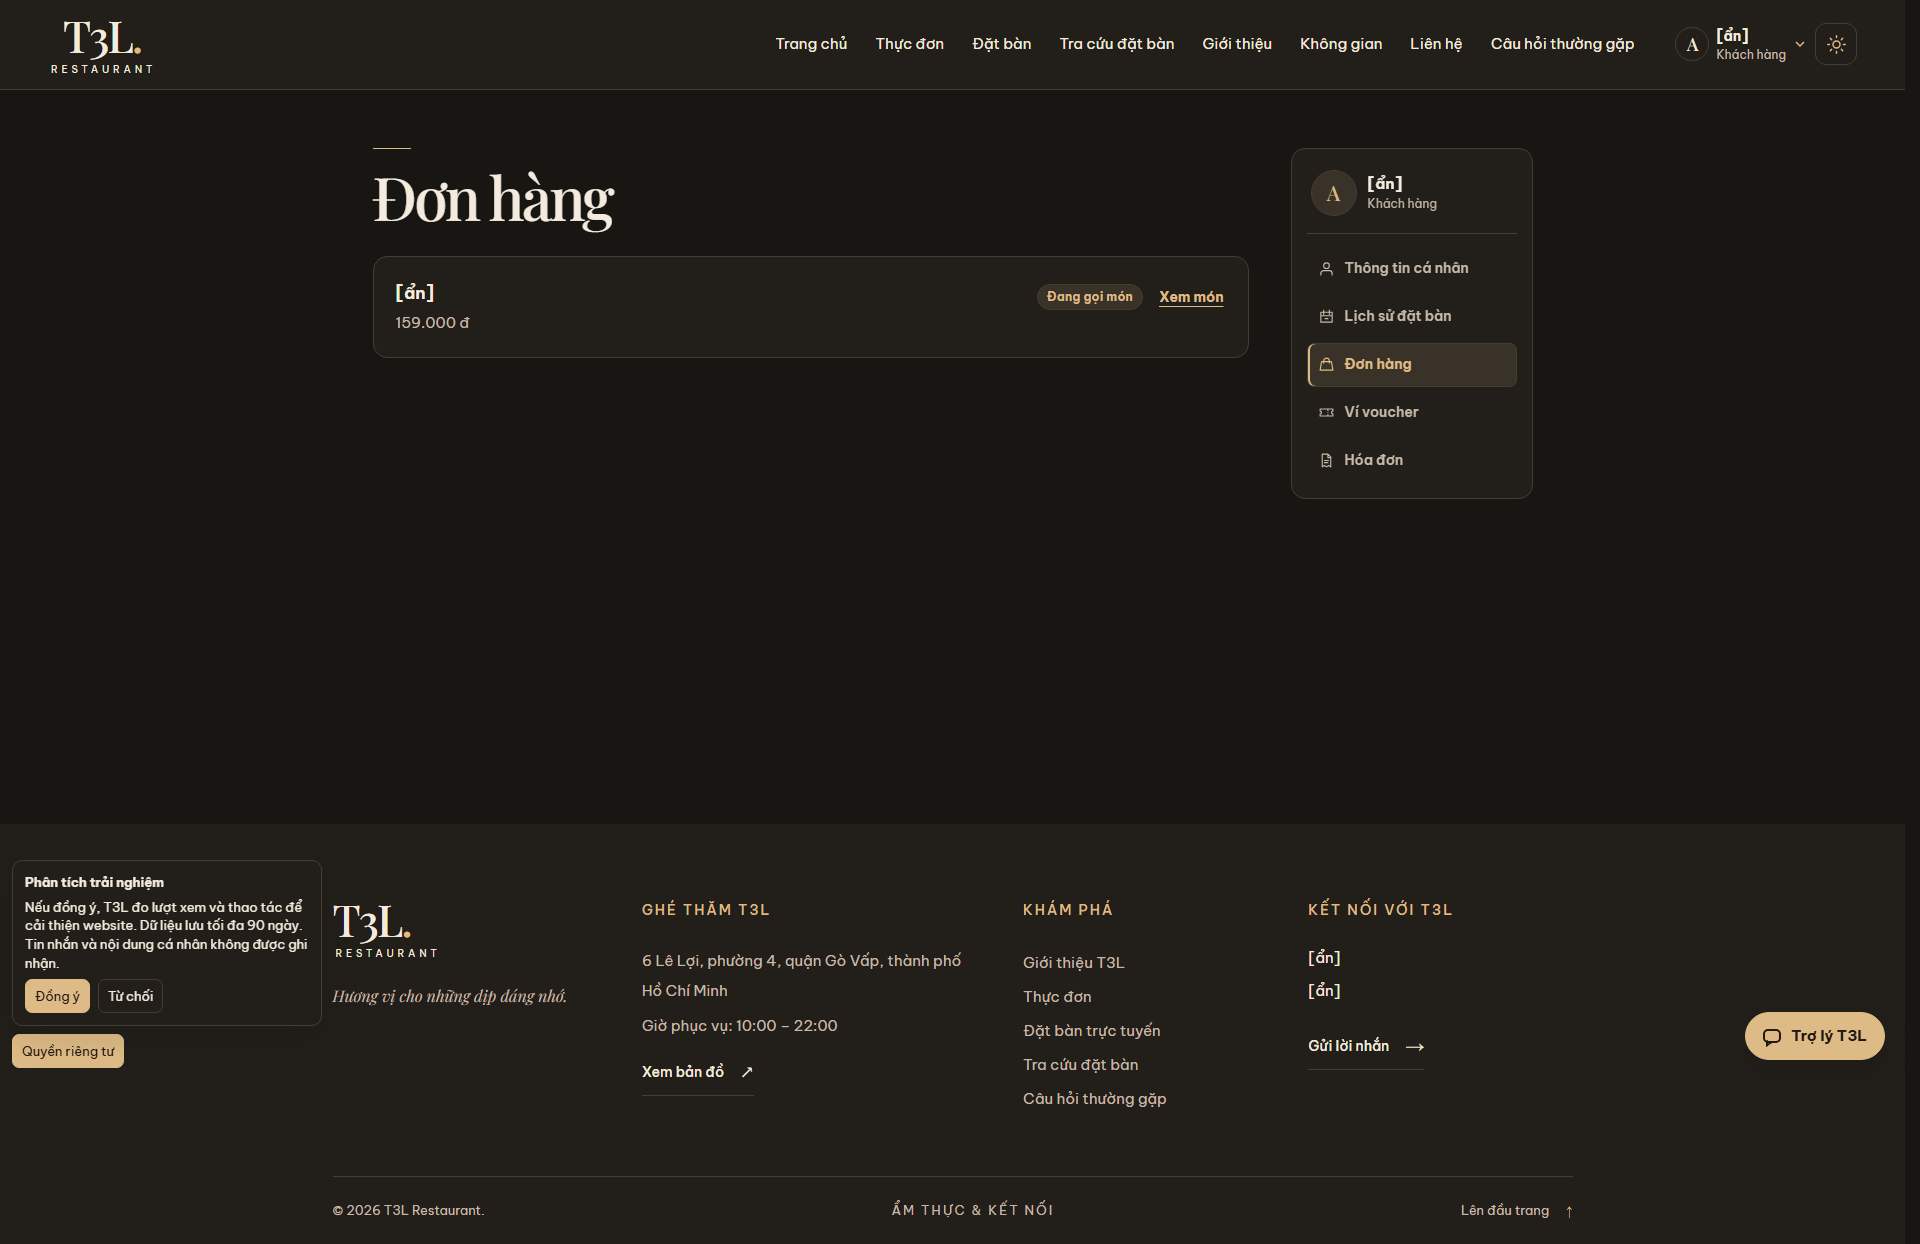 T3L.
RESTAURANT
Trang chủ
Thực đơn
Đặt bàn
Tra cứu đặt bàn
Giới thiệu
Không gian
Liên hệ
Câu hỏi thường gặp
A
[ẩn]
Khách hàng
Đơn hàng
[ẩn]
159.000 đ
Đang gọi món
Xem món
A
[ẩn]
Khách hàng
Thông tin cá nhân
Lịch sử đặt bàn
Đơn hàng
Ví voucher
Hóa đơn
Phân tích trải nghiệm
Nếu đồng ý, T3L đo lượt xem và thao tác để
cải thiện website. Dữ liệu lưu tối đa 90 ngày.
Tin nhắn và nội dung cá nhân không được ghi
nhận.
Đồng ý
Từ chối
Quyền riêng tư
T3L.
RESTAURANT
Hương vị cho những dịp đáng nhớ.
GHÉ THĂM T3L
6 Lê Lợi, phường 4, quận Gò Vấp, thành phố
Hồ Chí Minh
Giờ phục vụ: 10:00 – 22:00
Xem bản đồ ↗
KHÁM PHÁ
Giới thiệu T3L
Thực đơn
Đặt bàn trực tuyến
Tra cứu đặt bàn
Câu hỏi thường gặp
KẾT NỐI VỚI T3L
[ẩn]
[ẩn]
Gửi lời nhắn →
Trợ lý T3L
© 2026 T3L Restaurant.
ẨM THỰC & KẾT NỐI
Lên đầu trang ↑